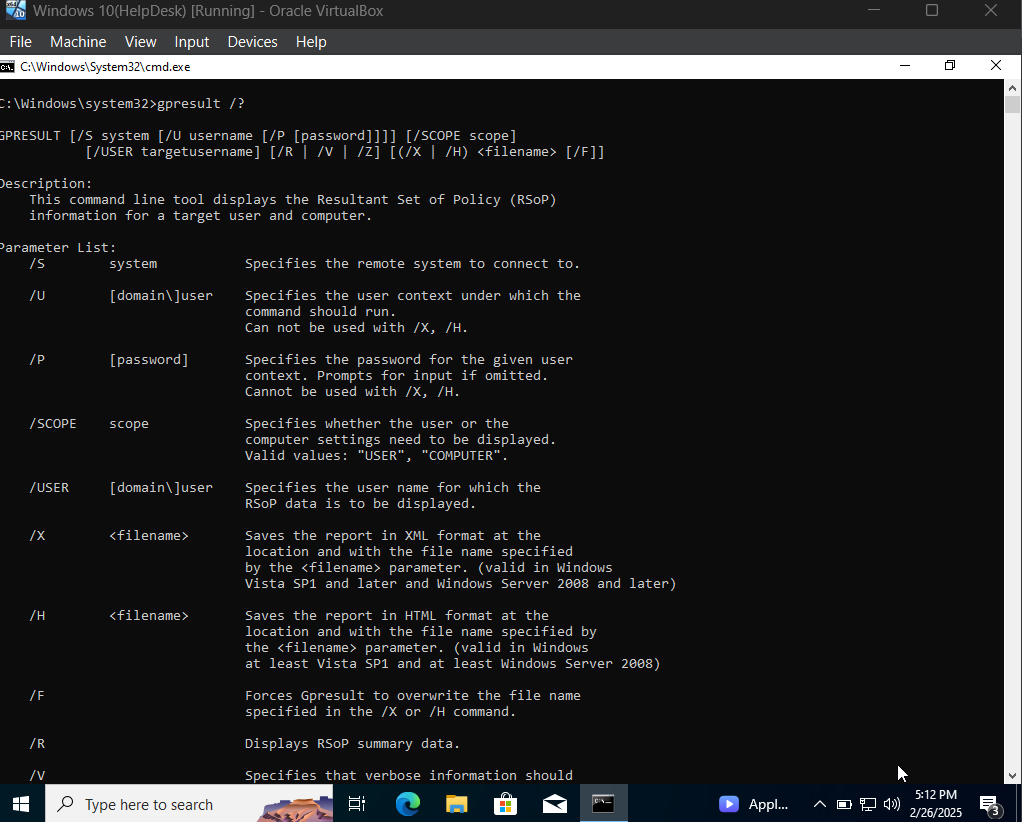 Windows 10(HelpDesk) [Running] - Oracle VirtualBox
File Machine View Input Devices Help
C:\Windows\System32\cmd.exe
C:\Windows\system32>gpresult /?
GPRESULT [/S system [/U username [/P [password]]]] [/SCOPE scope]
[/USER targetusername] [/R | /V | /Z] [(/X | /H) <filename> [/F]]
Description:
This command line tool displays the Resultant Set of Policy (RSoP)
information for a target user and computer.
Parameter List:
/S system Specifies the remote system to connect to.
/U [domain\]user Specifies the user context under which the
command should run.
Can not be used with /X, /H.
/P [password] Specifies the password for the given user
context. Prompts for input if omitted.
Cannot be used with /X, /H.
/SCOPE scope Specifies whether the user or the
computer settings need to be displayed.
Valid values: "USER", "COMPUTER".
/USER [domain\]user Specifies the user name for which the
RSoP data is to be displayed.
/X <filename> Saves the report in XML format at the
location and with the file name specified
by the <filename> parameter. (valid in Windows
Vista SP1 and later and Windows Server 2008 and later)
/H <filename> Saves the report in HTML format at the
location and with the file name specified by
the <filename> parameter. (valid in Windows
at least Vista SP1 and at least Windows Server 2008)
/F Forces Gpresult to overwrite the file name
specified in the /X or /H command.
/R Displays RSoP summary data.
/V Specifies that verbose information should
Type here to search
Appl...
5:12 PM
2/26/2025
3